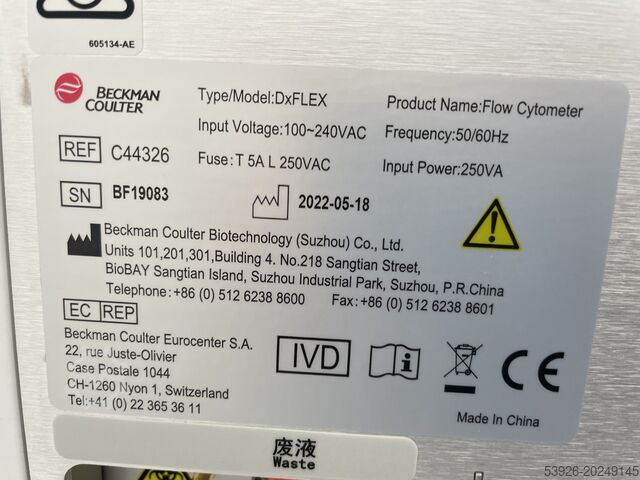 605134-AE
BECKMAN
COULTER
Type/Model:DxFLEX
Product Name:Flow Cytometer
Input Voltage:100~240VAC
Frequency:50/60Hz
REF C44326
Fuse:T 5A L 250VAC
Input Power:250VA
SN BF19083
2022-05-18
Beckman Coulter Biotechnology (Suzhou) Co., Ltd.
Units 101,201,301,Building 4. No.218 Sangtian Street,
BioBAY Sangtian Island, Suzhou Industrial Park, Suzhou, P.R.China
Telephone:+86 (0) 512 6238 8600 Fax:+86 (0) 512 6238 8601
EC REP
Beckman Coulter Eurocenter S.A.
22, rue Juste-Olivier
Case Postale 1044
CH-1260 Nyon 1, Switzerland
Tel:+41 (0) 22 365 36 11
IVD
i
CE
Made in China
废液
Waste
53926-20249145